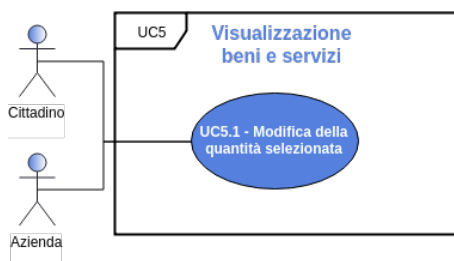 UC5
Visualizzazione
beni e servizi
Cittadino
UC5.1 - Modifica della
quantità selezionata
Azienda